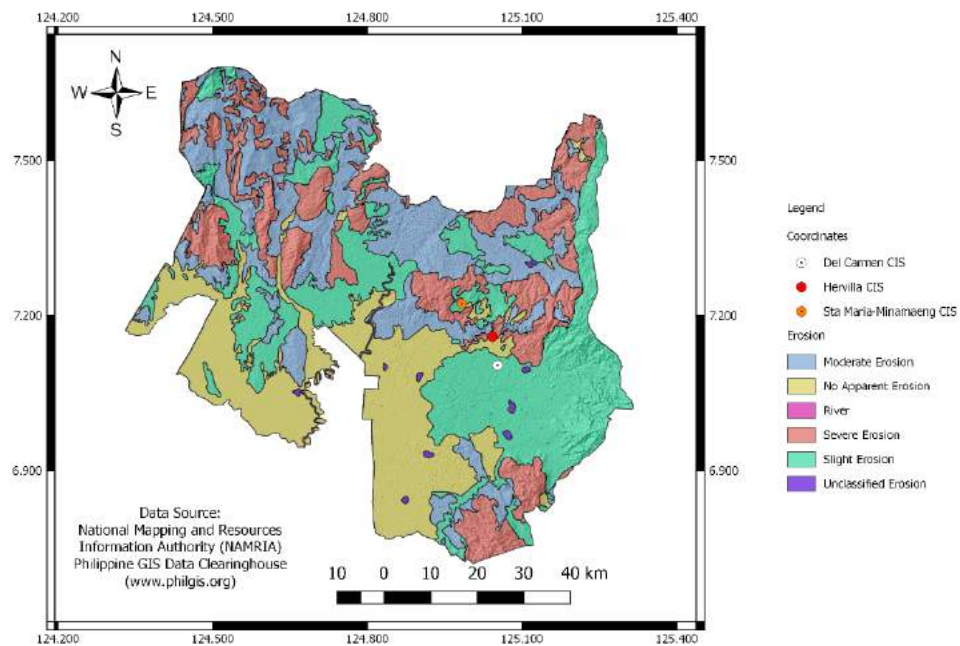 124.200 124.500 124.800 125.100 125.400
N
W E
S
7.500 7.500
7.200 7.200
6.900 6.900
Legend
Coordinates
Del Carmen CIS
Hervilla CIS
Sta Maria-Minamaeng CIS
Erosion
Moderate Erosion
No Apparent Erosion
River
Severe Erosion
Slight Erosion
Unclassified Erosion
Data Source:
National Mapping and Resources
Information Authority (NAMRIA)
Philippine GIS Data Clearinghouse
(www.philgis.org)
10 0 10 20 30 40 km
124.200 124.500 124.800 125.100 125.400